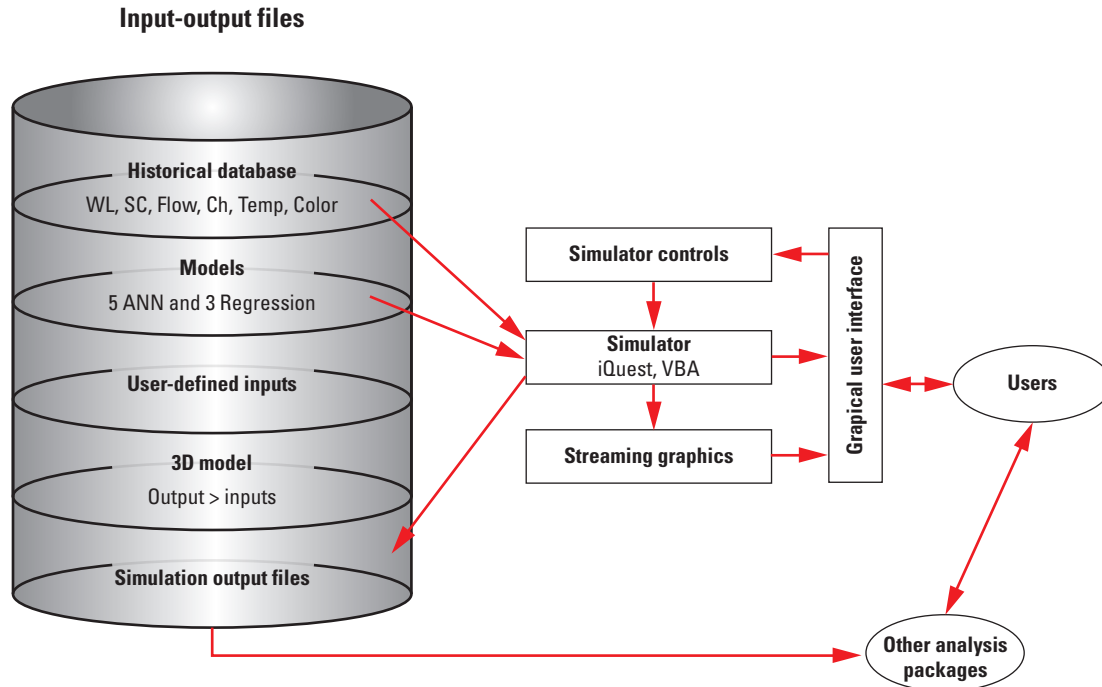 Input-output files
Historical database
WL, SC, Flow, Ch, Temp, Color
Models
5 ANN and 3 Regression
User-defined inputs
3D model
Output > inputs
Simulation output files
Simulator controls
Simulator
iQuest, VBA
Streaming graphics
Grapical user interface
Users
Other analysis
packages